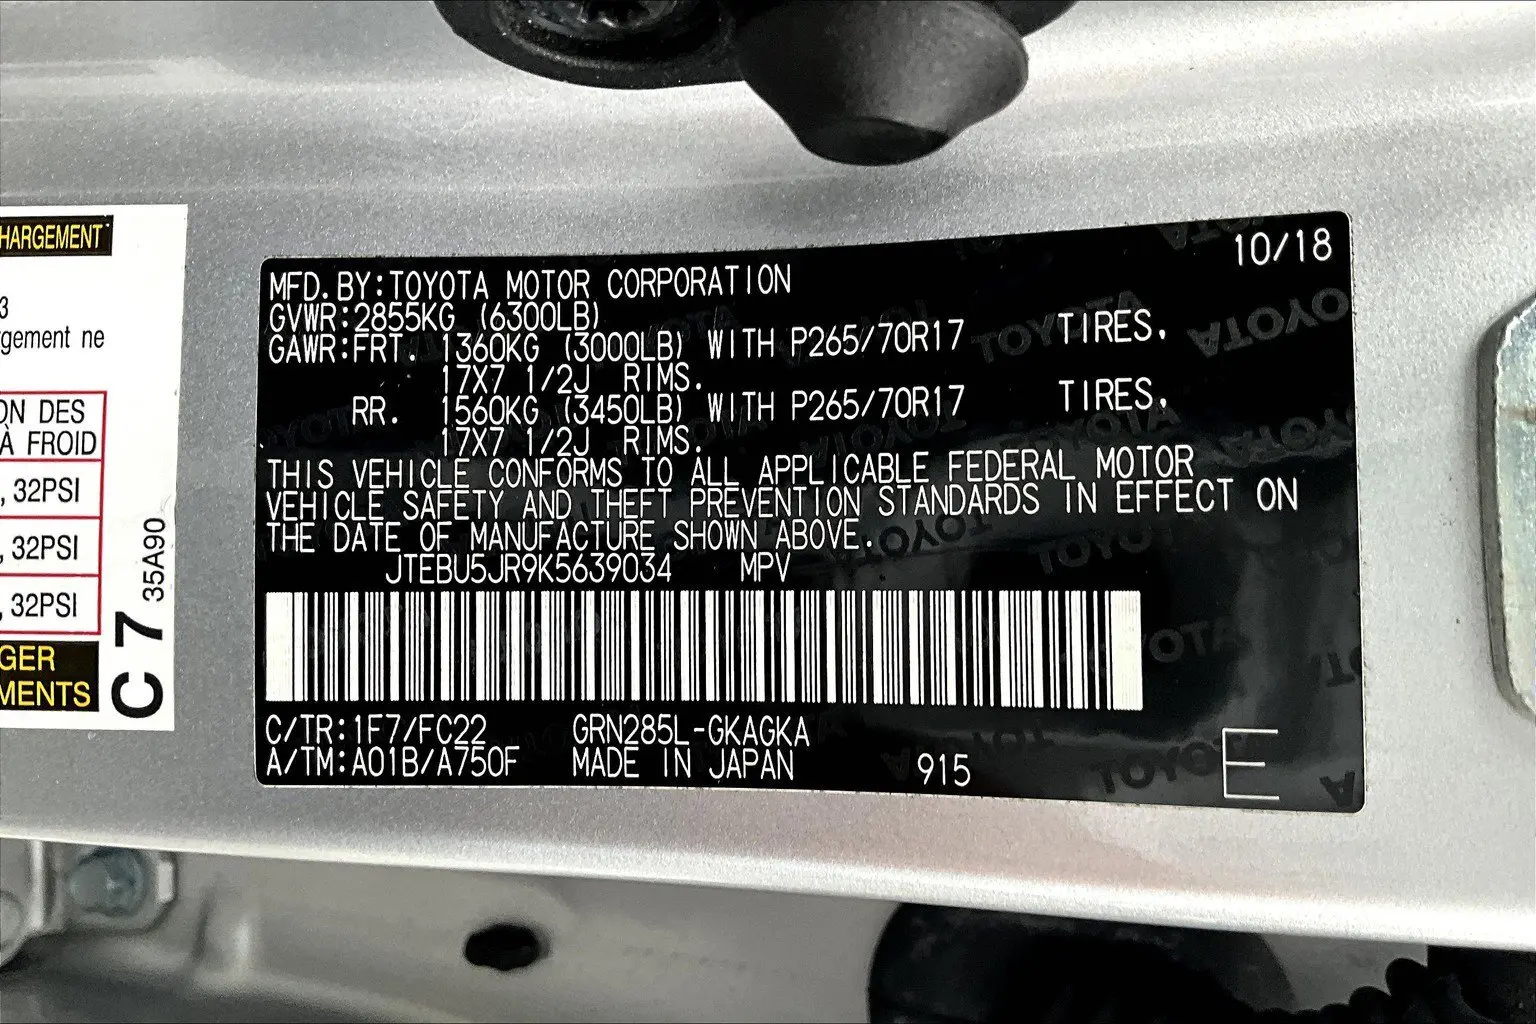 HARGEMENT
3
rgement ne
ON DES
À FROID
, 32PSI
, 32PSI
, 32PSI
GER
MENTS
C 7
35A90
10/18
MFD.BY:TOYOTA MOTOR CORPORATION
GVWR:2855KG (6300LB)
GAWR:FRT. 1360KG (3000LB) WITH P265/70R17 TIRES,
17X7 1/2J RIMS.
RR. 1560KG (3450LB) WITH P265/70R17 TIRES,
17X7 1/2J RIMS.
THIS VEHICLE CONFORMS TO ALL APPLICABLE FEDERAL MOTOR
VEHICLE SAFETY AND THEFT PREVENTION STANDARDS IN EFFECT ON
THE DATE OF MANUFACTURE SHOWN ABOVE.
JTEBU5JR9K5639034 MPV
C/TR:1F7/FC22 GRN285L-GKAGKA
A/TM:A01B/A750F MADE IN JAPAN 915 E